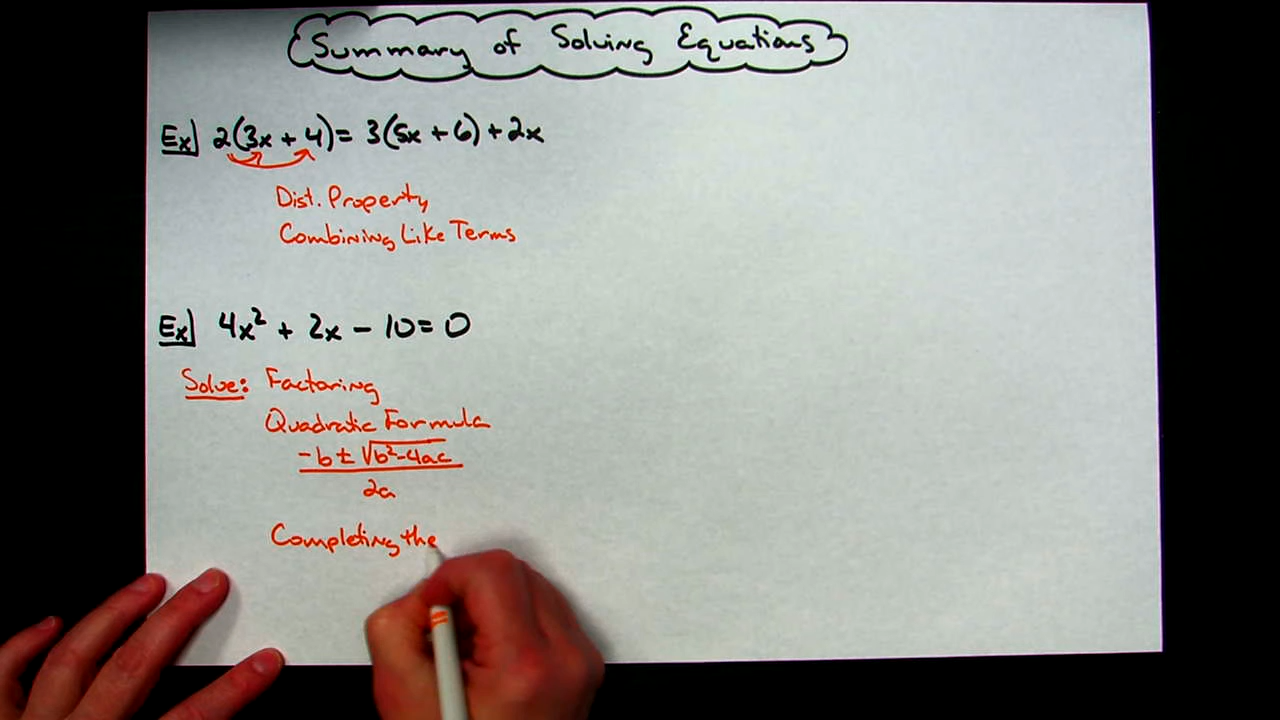 Summary of Solving Equations
Ex] 2(3x + 4) = 3(5x + 6) + 2x
Dist. Property
Combining Like Terms
Ex] 4x² + 2x - 10 = 0
Solve: Factoring
Quadratic Formula
-b ± √b²-4ac
2a
Completing the